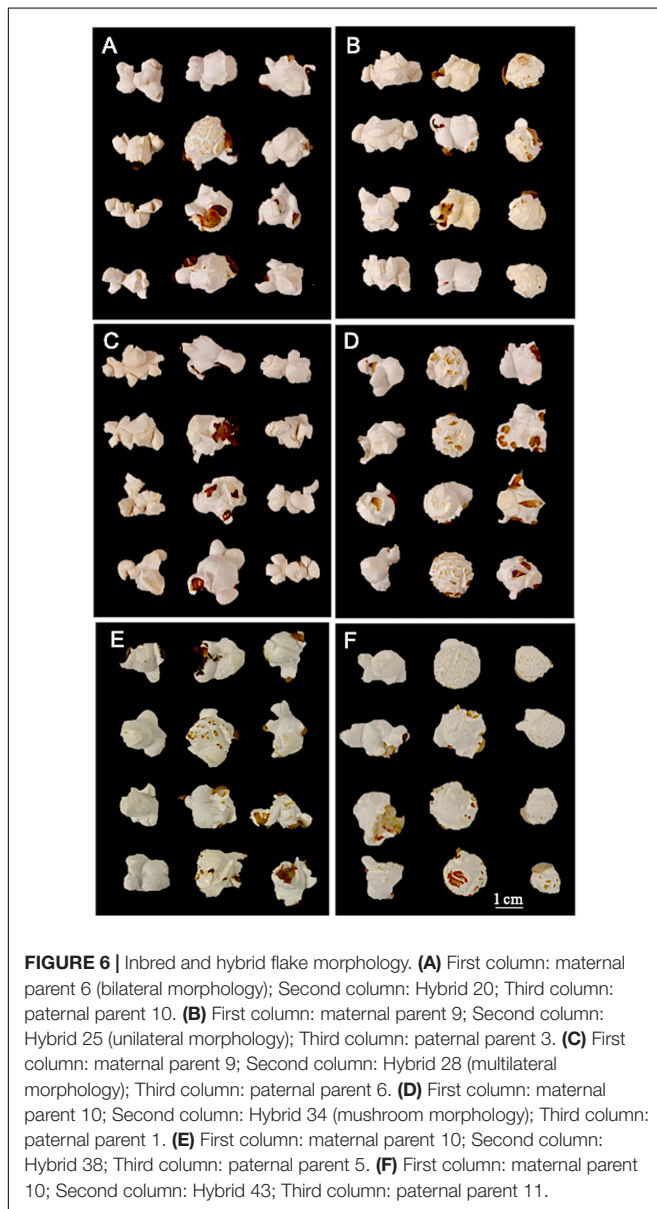 A
B
C
D
E
F
1 cm
FIGURE 6 | Inbred and hybrid flake morphology. (A) First column: maternal
parent 6 (bilateral morphology); Second column: Hybrid 20; Third column:
paternal parent 10. (B) First column: maternal parent 9; Second column:
Hybrid 25 (unilateral morphology); Third column: paternal parent 3. (C) First
column: maternal parent 9; Second column: Hybrid 28 (multilateral
morphology); Third column: paternal parent 6. (D) First column: maternal
parent 10; Second column: Hybrid 34 (mushroom morphology); Third column:
paternal parent 1. (E) First column: maternal parent 10; Second column:
Hybrid 38; Third column: paternal parent 5. (F) First column: maternal parent
10; Second column: Hybrid 43; Third column: paternal parent 11.